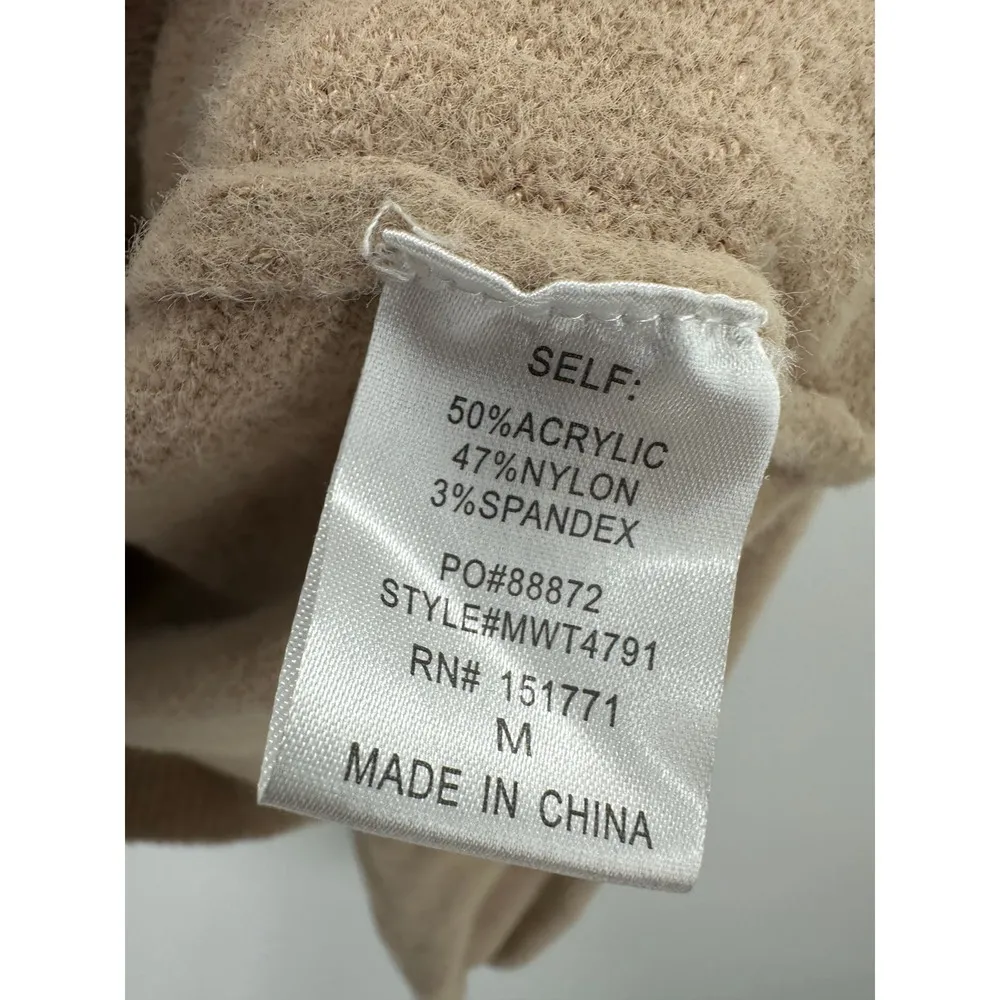 SELF:
50%ACRYLIC
47%NYLON
3%SPANDEX
PO#88872
STYLE#MWT4791
RN# 151771
M
MADE IN CHINA